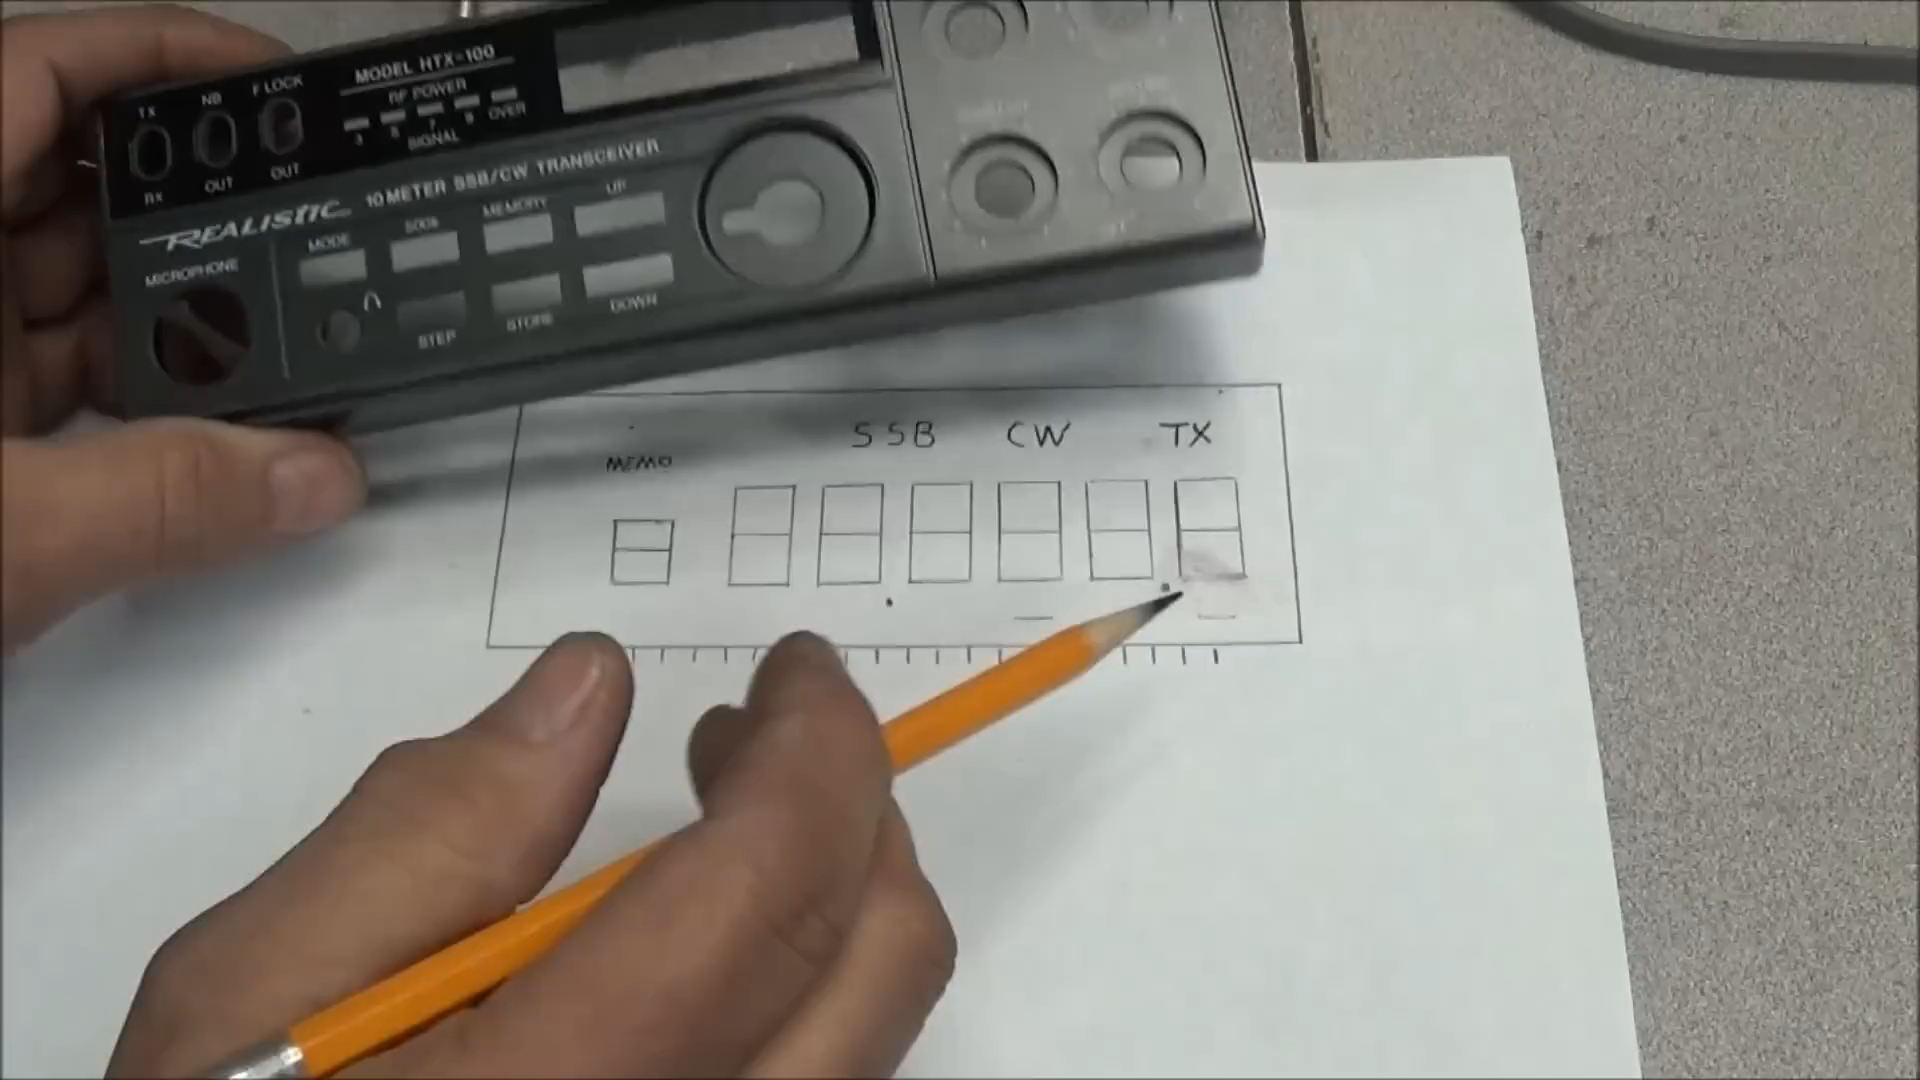 MODEL HTX-100
TX NB F LOCK
RF POWER
OVER
SIGNAL
RX OUT OUT
REALISTIC 10 METER SSB/CW TRANSCEIVER
MICROPHONE
MODE 500k MEMORY UP
STEP STORE DOWN
SSB CW TX
MEMO